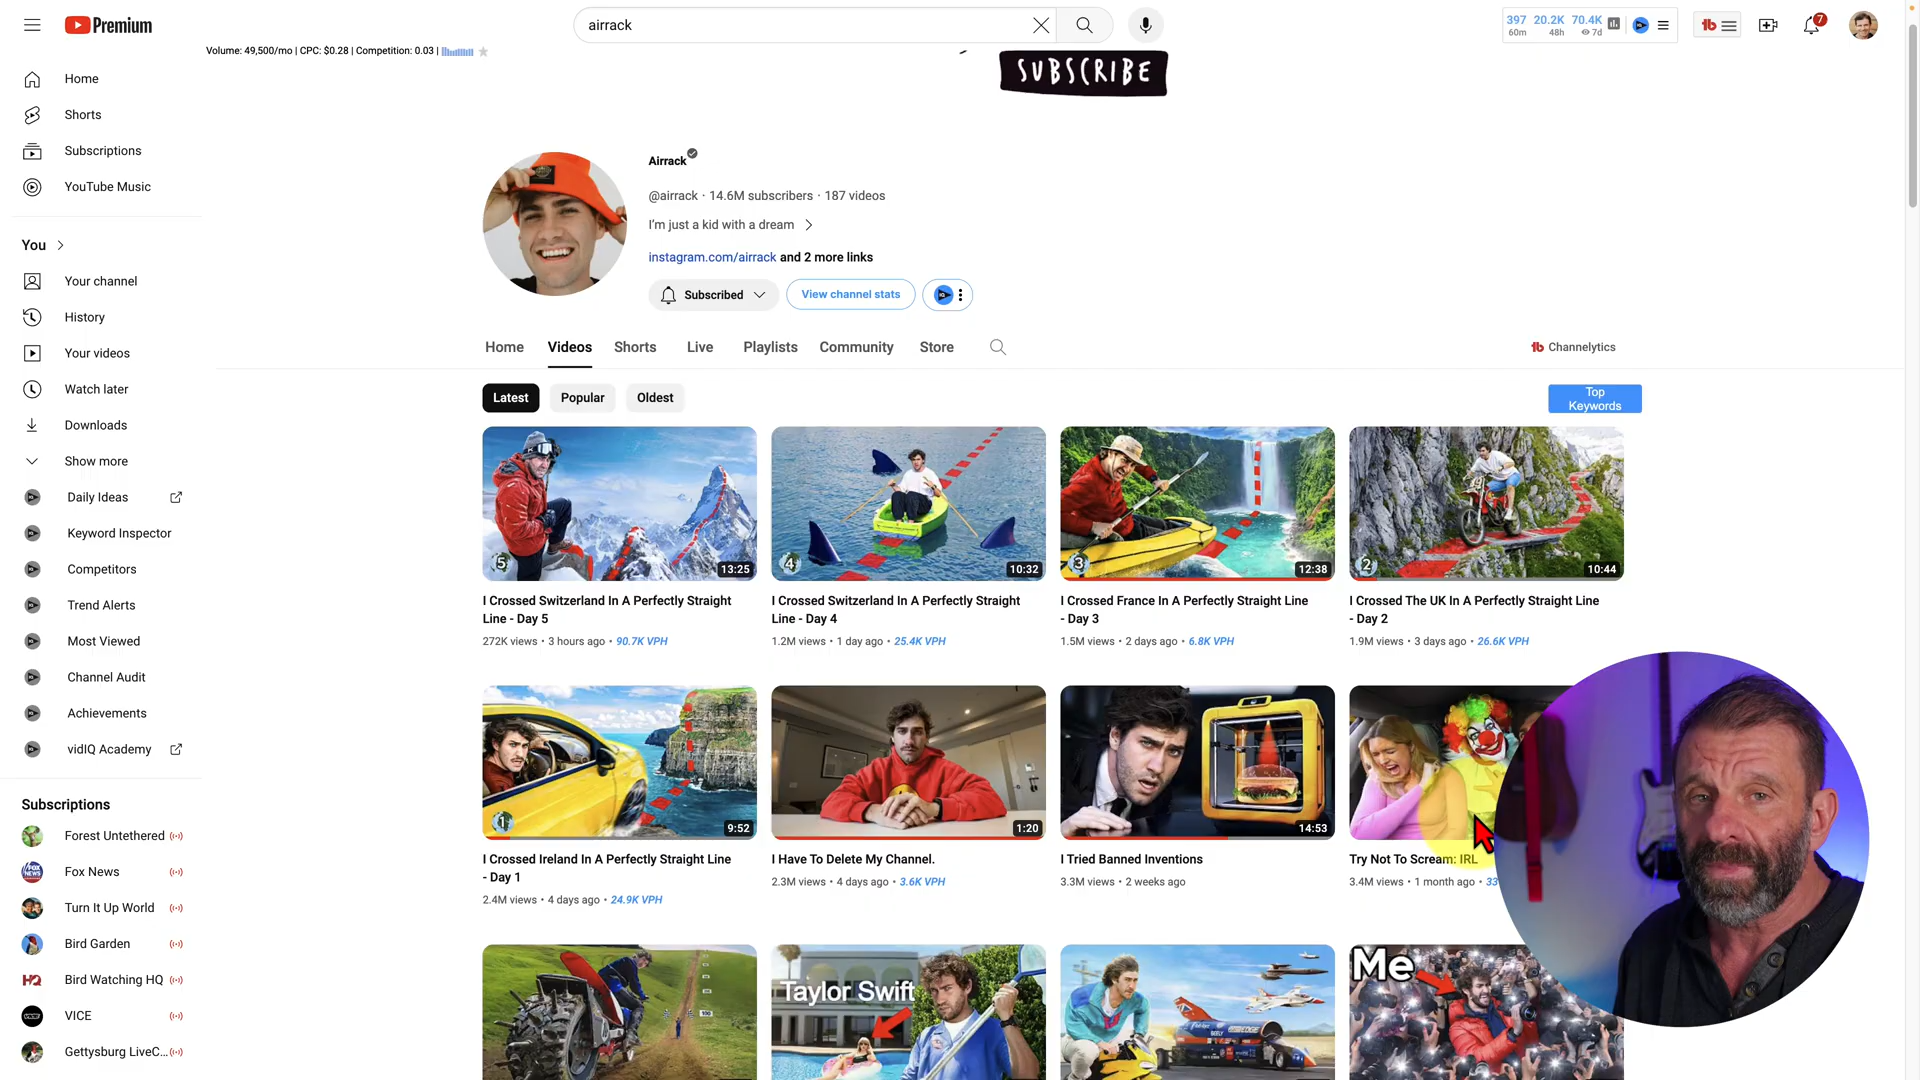 Premium
airrack
397 20.2K 70.4K
60m 48h 7d
7
Volume: 49,500/mo | CPC: $0.28 | Competition: 0.03 |
SUBSCRIBE
Home
Shorts
Subscriptions
YouTube Music
You
Your channel
History
Your videos
Watch later
Downloads
Show more
Daily Ideas
Keyword Inspector
Competitors
Trend Alerts
Most Viewed
Channel Audit
Achievements
vidIQ Academy
Subscriptions
Forest Untethered
Fox News
Turn It Up World
Bird Garden
Bird Watching HQ
VICE
Gettysburg LiveC...
Airrack
@airrack · 14.6M subscribers · 187 videos
I'm just a kid with a dream
instagram.com/airrack and 2 more links
Subscribed
View channel stats
Home Videos Shorts Live Playlists Community Store
Channelytics
Latest Popular Oldest
Top
Keywords
5 13:25
4 10:32
3 12:38
2 10:44
I Crossed Switzerland In A Perfectly Straight
Line - Day 5
272K views • 3 hours ago • 90.7K VPH
I Crossed Switzerland In A Perfectly Straight
Line - Day 4
1.2M views • 1 day ago • 25.4K VPH
I Crossed France In A Perfectly Straight Line
- Day 3
1.5M views • 2 days ago • 6.8K VPH
I Crossed The UK In A Perfectly Straight Line
- Day 2
1.9M views • 3 days ago • 26.6K VPH
1 9:52
1:20
14:53
I Crossed Ireland In A Perfectly Straight Line
- Day 1
2.4M views • 4 days ago • 24.9K VPH
I Have To Delete My Channel.
2.3M views • 4 days ago • 3.6K VPH
I Tried Banned Inventions
3.3M views • 2 weeks ago
Try Not To Scream: IRL
3.4M views • 1 month ago • 33
Taylor Swift
Me